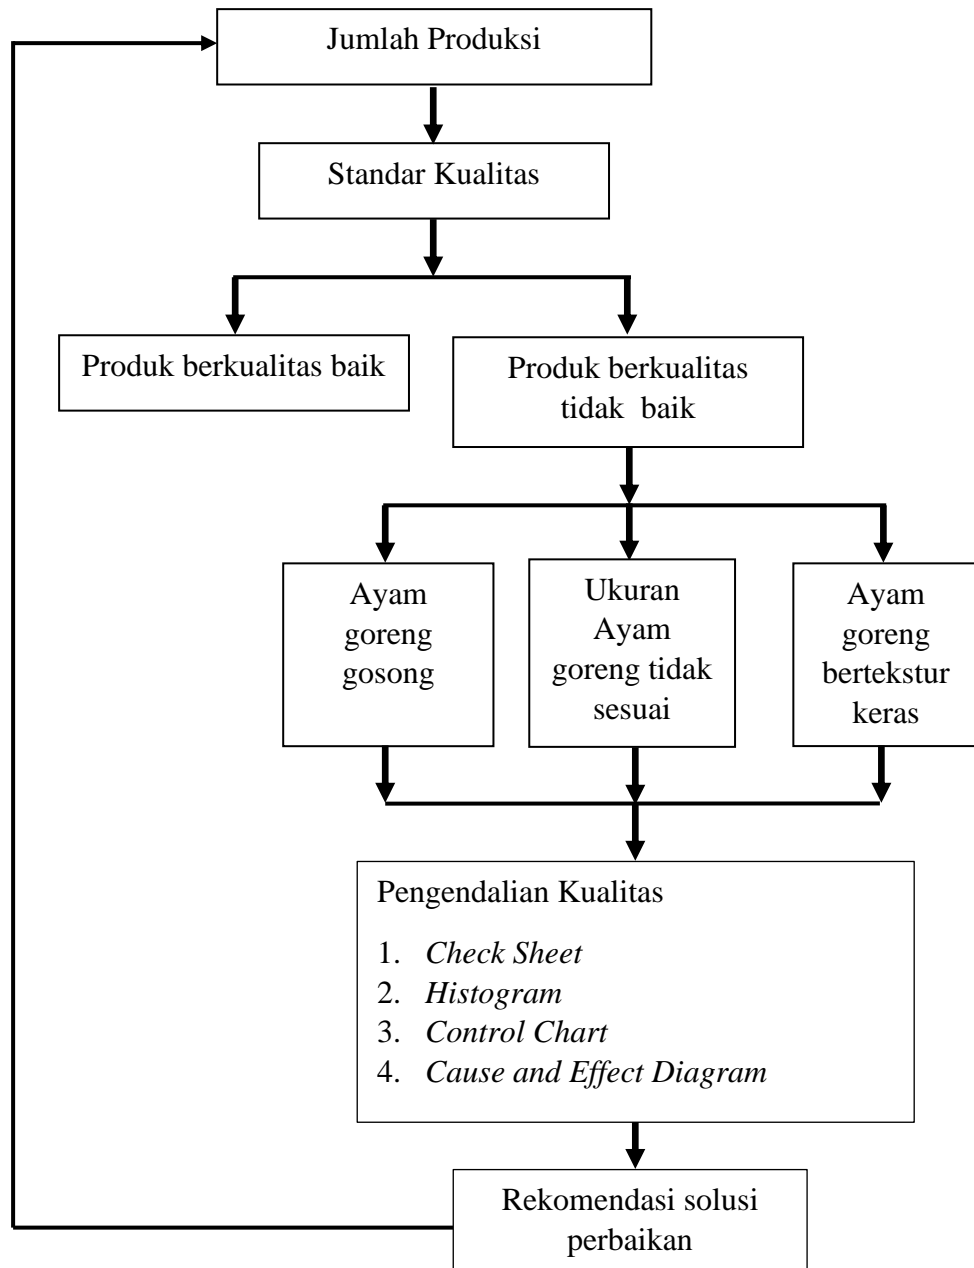 Jumlah Produksi
Standar Kualitas
Produk berkualitas baik
Produk berkualitas
tidak baik
Ayam
goreng
gosong
Ukuran
Ayam
goreng tidak
sesuai
Ayam
goreng
bertekstur
keras
Pengendalian Kualitas
1. Check Sheet
2. Histogram
3. Control Chart
4. Cause and Effect Diagram
Rekomendasi solusi
perbaikan